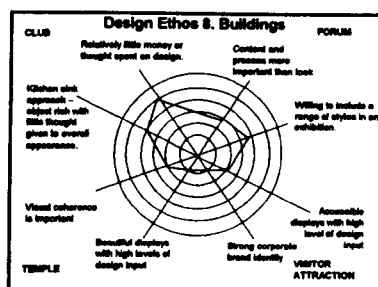 Design Ethos 8. Buildings
CLUB
FORUM
Relatively little money or
thought spent on design.
Content and
process more
important than look
Kitchen sink
approach –
object rich with
little thought
given to overall
appearance.
Willing to include a
range of styles in an
exhibition.
Visual coherence
is important
Accessible
displays with high
level of design
input
Beautiful displays
with high levels of
design input
Strong corporate
brand identity
TEMPLE
VISITOR
ATTRACTION